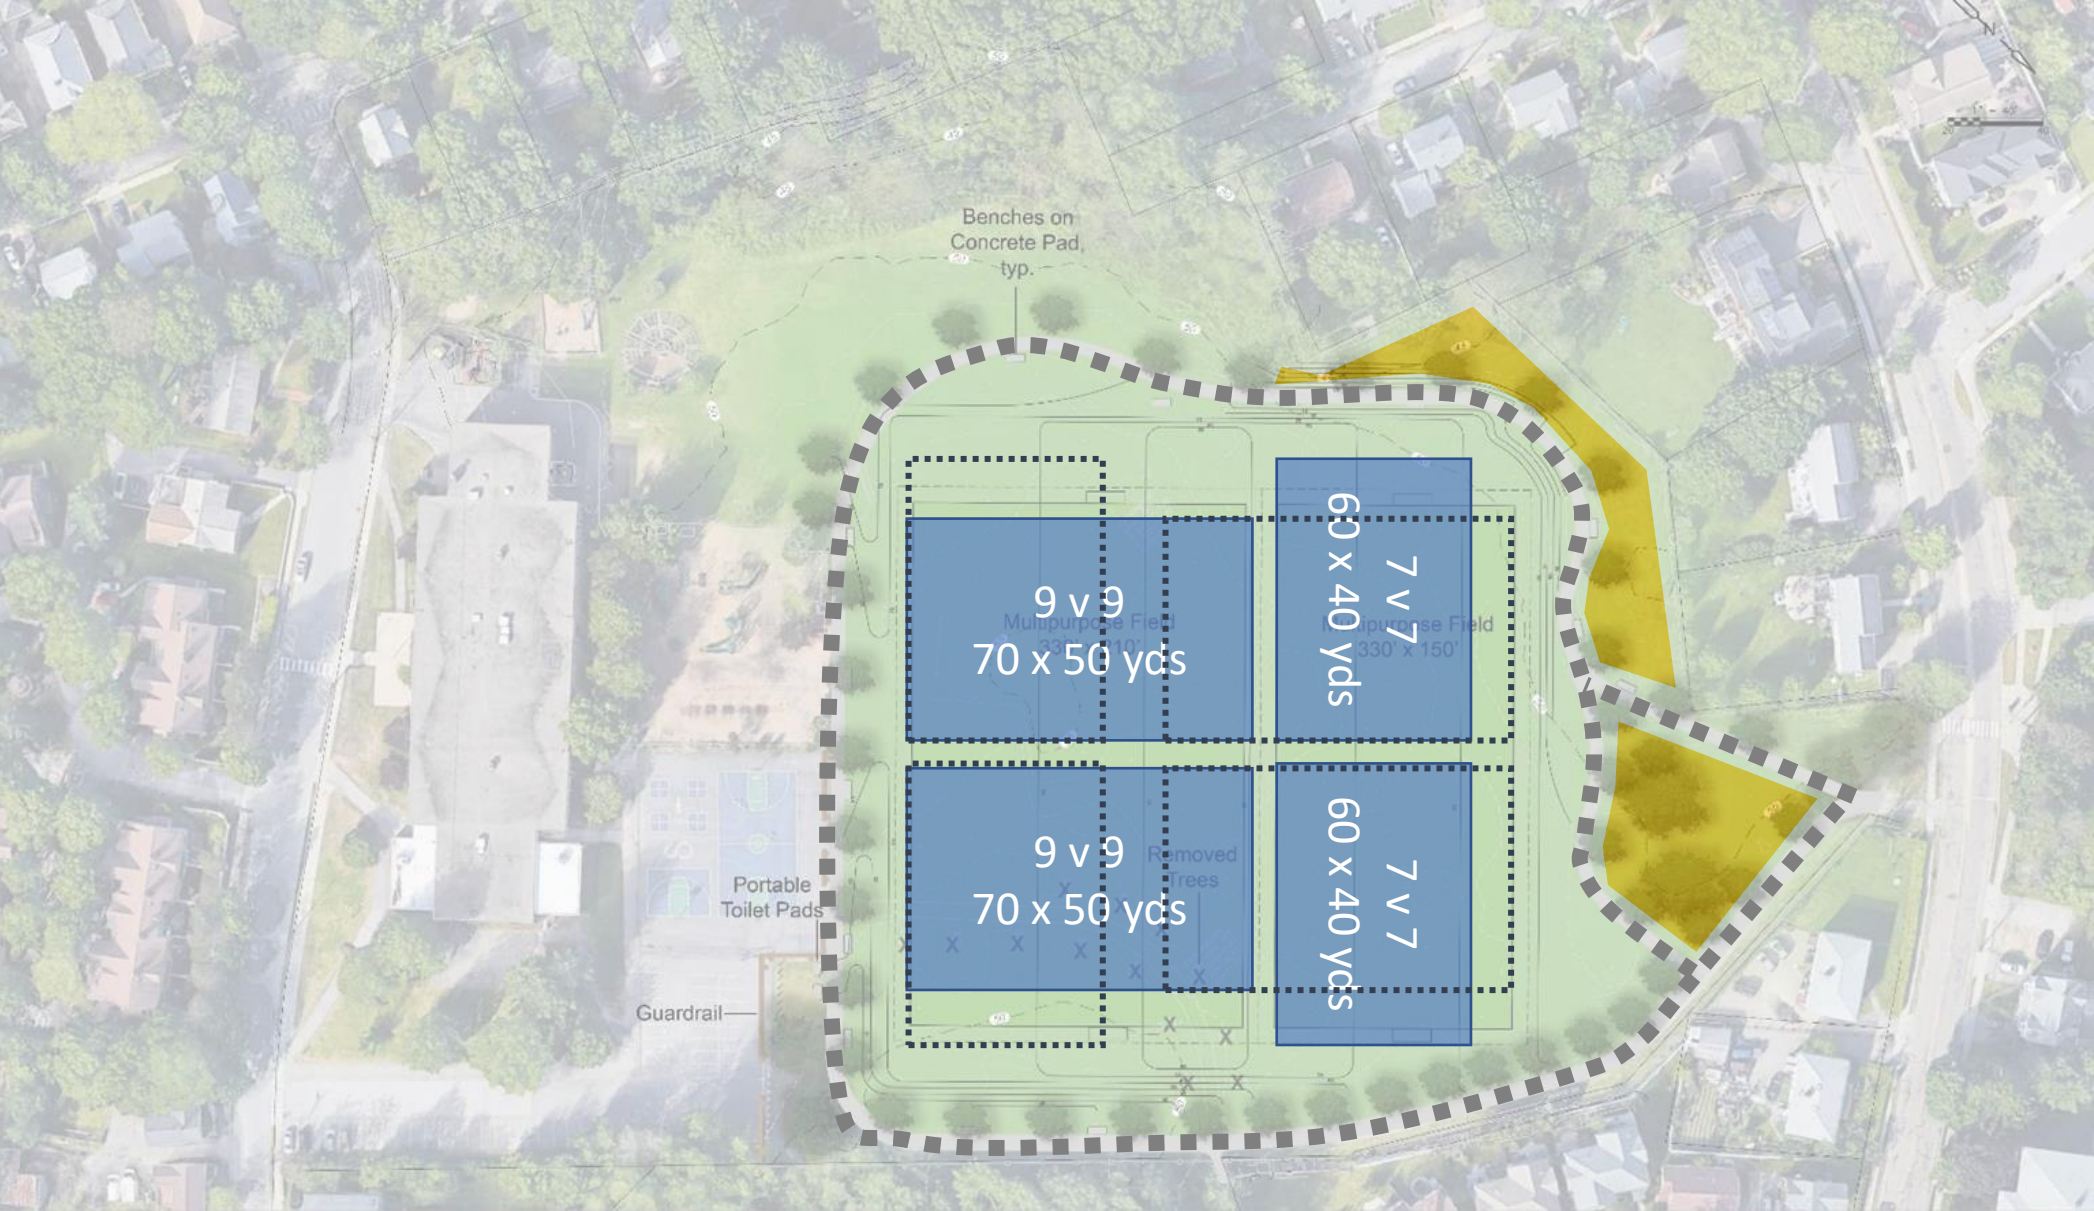 N
Benches on
Concrete Pad,
typ.
9 v 9
Multipurpose Field
70 x 50 yds
7 v 7
60 x 40 yds
Multipurpose Field
330' x 150'
9 v 9
70 x 50 yds
Removed
Trees
7 v 7
60 x 40 yds
Portable
Toilet Pads
Guardrail
X
X
X
X
X
X
X
X
X